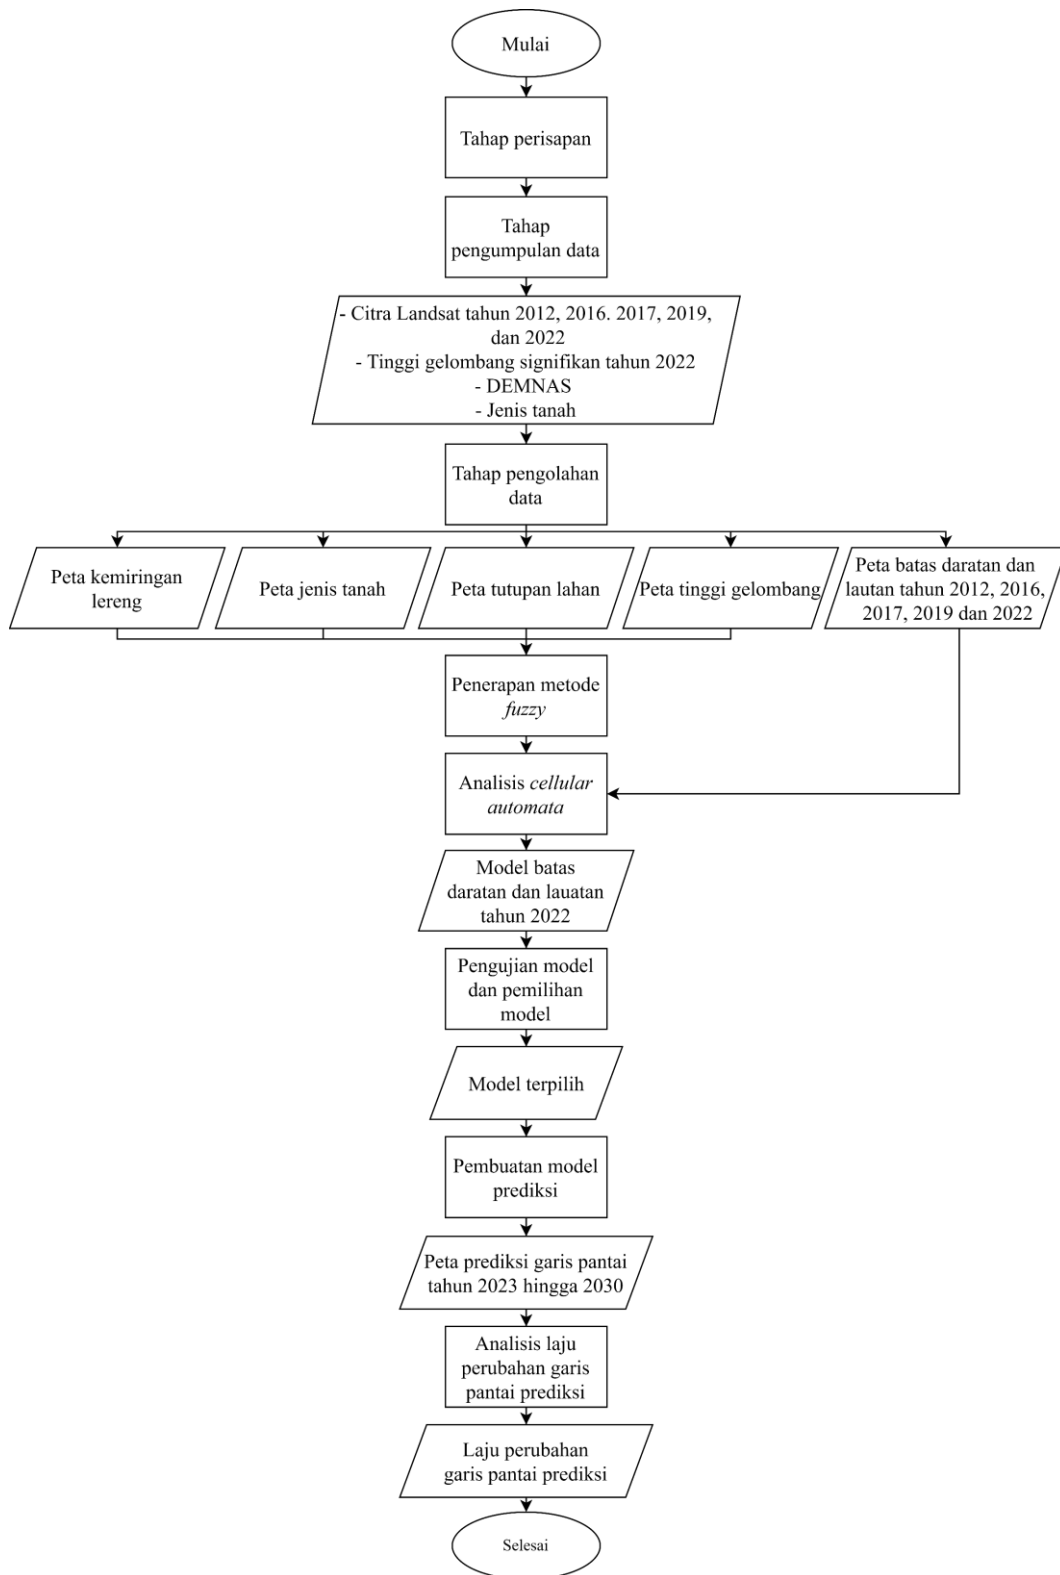 Mulai
Tahap perisapan
Tahap
pengumpulan data
- Citra Landsat tahun 2012, 2016. 2017, 2019,
dan 2022
- Tinggi gelombang signifikan tahun 2022
- DEMNAS
- Jenis tanah
Tahap pengolahan
data
Peta kemiringan
lereng
Peta jenis tanah
Peta tutupan lahan
Peta tinggi gelombang
Peta batas daratan dan
lautan tahun 2012, 2016,
2017, 2019 dan 2022
Penerapan metode
fuzzy
Analisis cellular
automata
Model batas
daratan dan lauatan
tahun 2022
Pengujian model
dan pemilihan
model
Model terpilih
Pembuatan model
prediksi
Peta prediksi garis pantai
tahun 2023 hingga 2030
Analisis laju
perubahan garis
pantai prediksi
Laju perubahan
garis pantai prediksi
Selesai